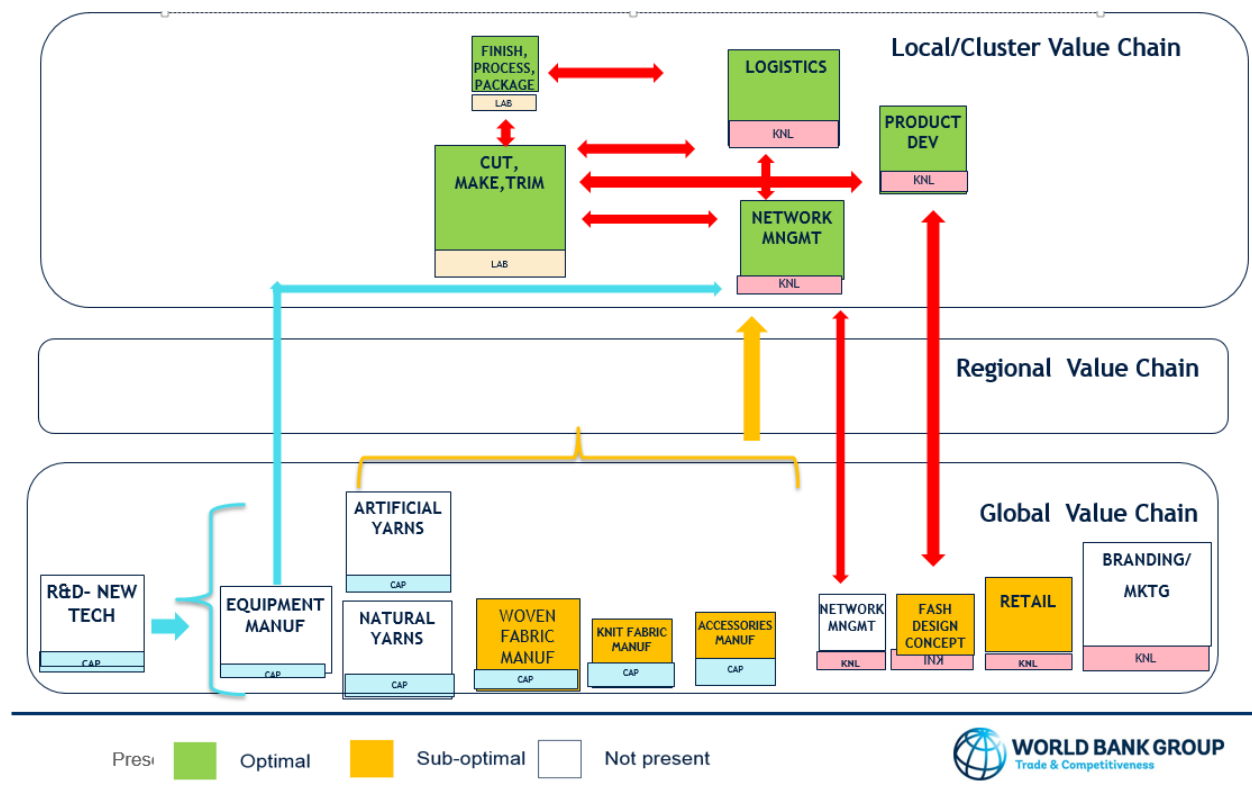 Local/Cluster Value Chain
FINISH,
PROCESS,
PACKAGE
LAB
LOGISTICS
KNL
PRODUCT
DEV
KNL
CUT,
MAKE,TRIM
LAB
NETWORK
MNGMT
KNL
Regional Value Chain
Global Value Chain
R&D- NEW
TECH
CAP
EQUIPMENT
MANUF
CAP
ARTIFICIAL
YARNS
CAP
NATURAL
YARNS
CAP
WOVEN
FABRIC
MANUF
CAP
KNIT FABRIC
MANUF
CAP
ACCESSORIES
MANUF
CAP
NETWORK
MNGMT
KNL
FASH
DESIGN
CONCEPT
KNL
RETAIL
KNL
BRANDING/
MKTG
KNL
Optimal
Sub-optimal
Not present
WORLD BANK GROUP
Trade & Competitiveness